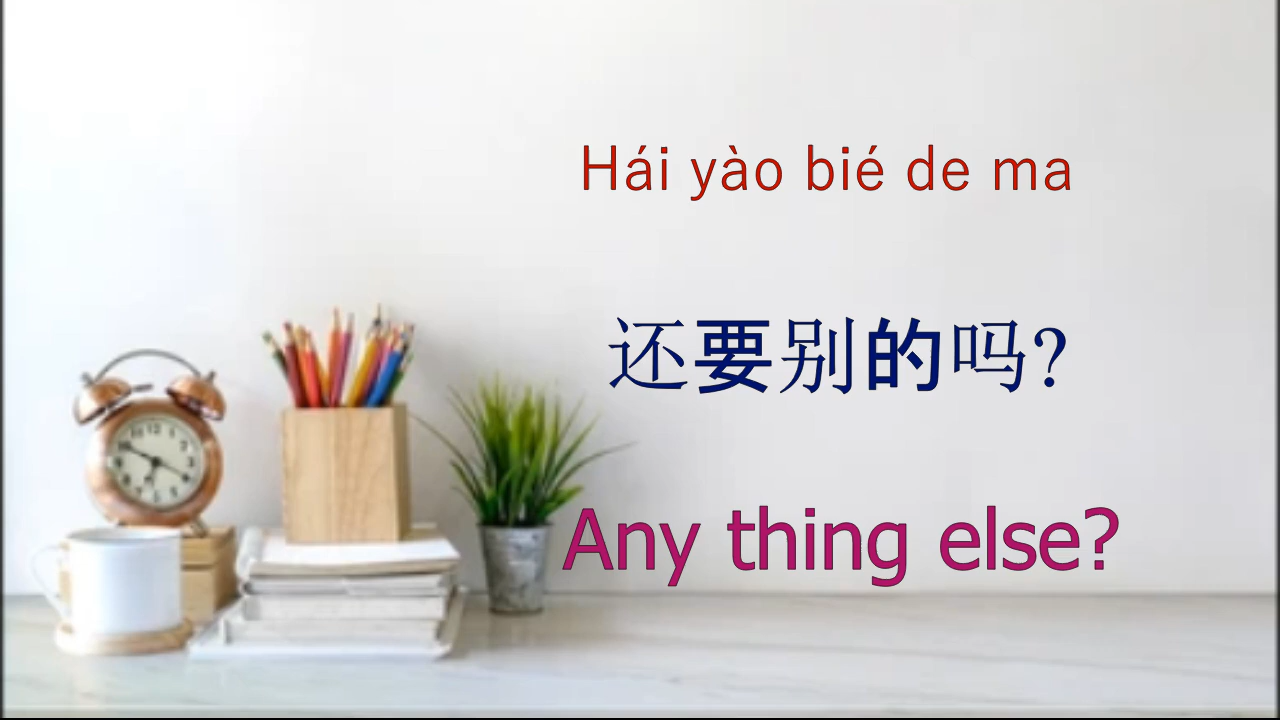 Hái yào bié de ma
还要别的吗?
Any thing else?